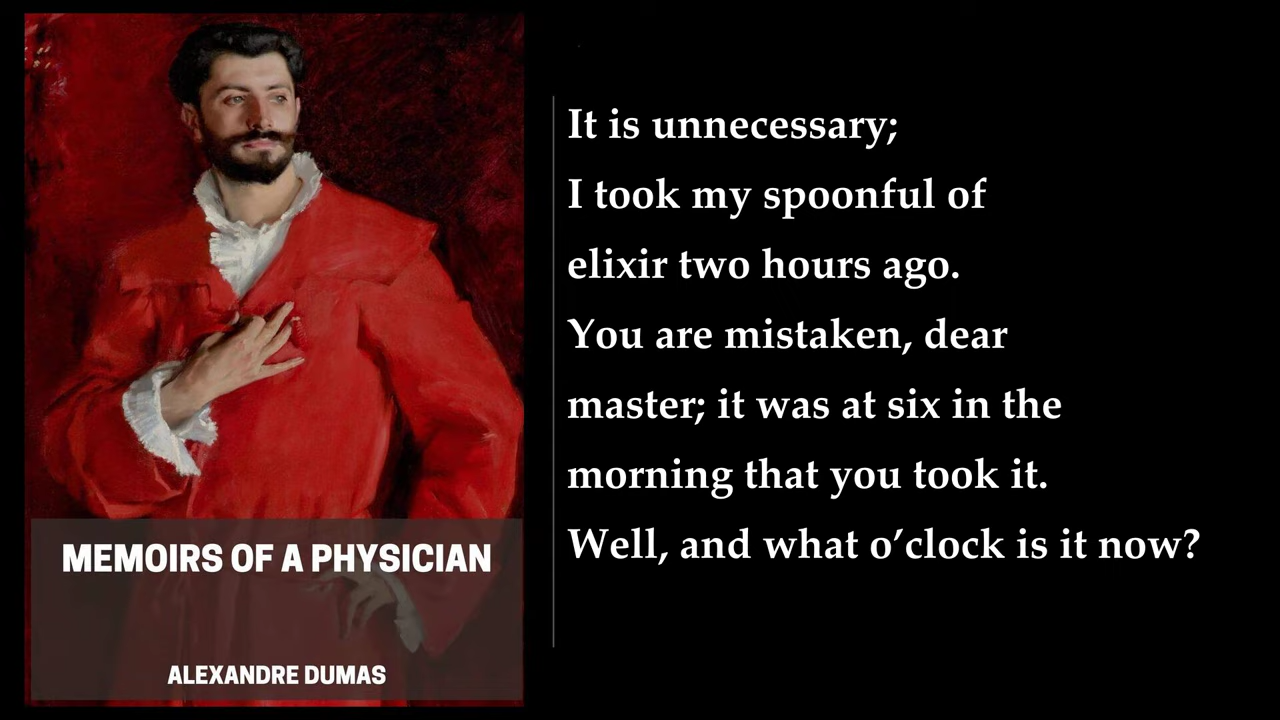 MEMOIRS OF A PHYSICIAN
ALEXANDRE DUMAS
It is unnecessary;
I took my spoonful of
elixir two hours ago.
You are mistaken, dear
master; it was at six in the
morning that you took it.
Well, and what o’clock is it now?